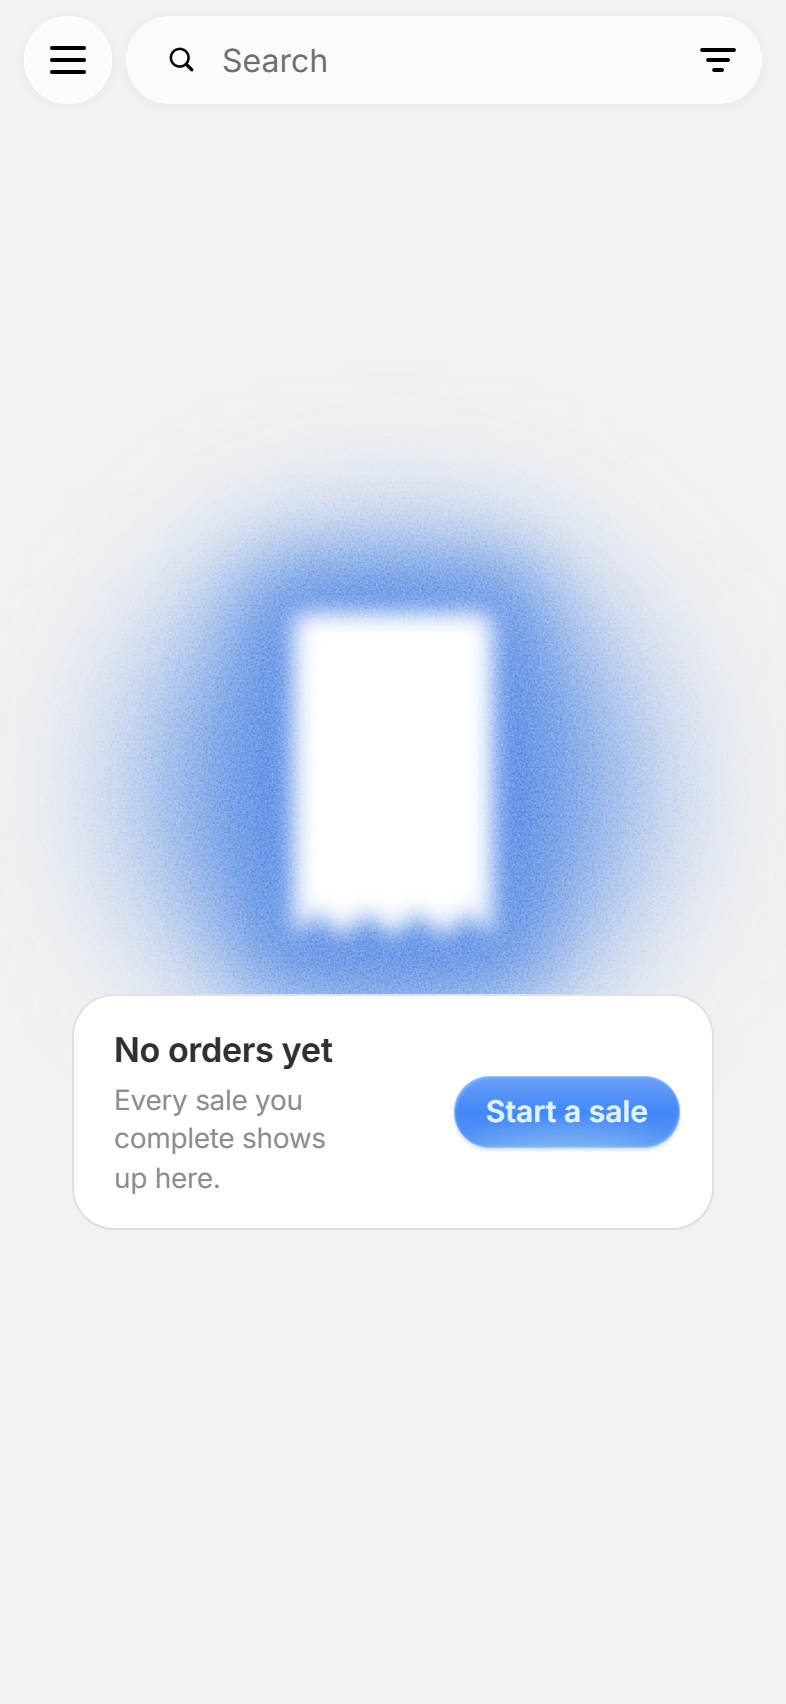 Search
No orders yet
Every sale you
complete shows
up here.
Start a sale